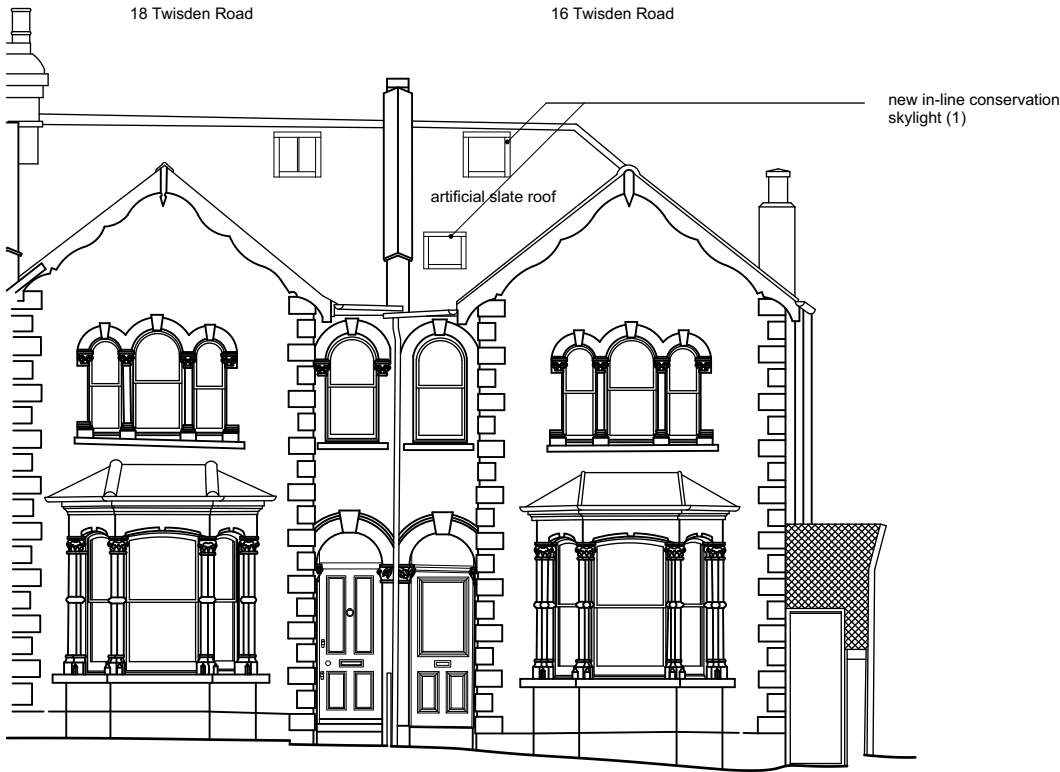 18 Twisden Road
16 Twisden Road
new in-line conservation
skylight (1)
artificial slate roof